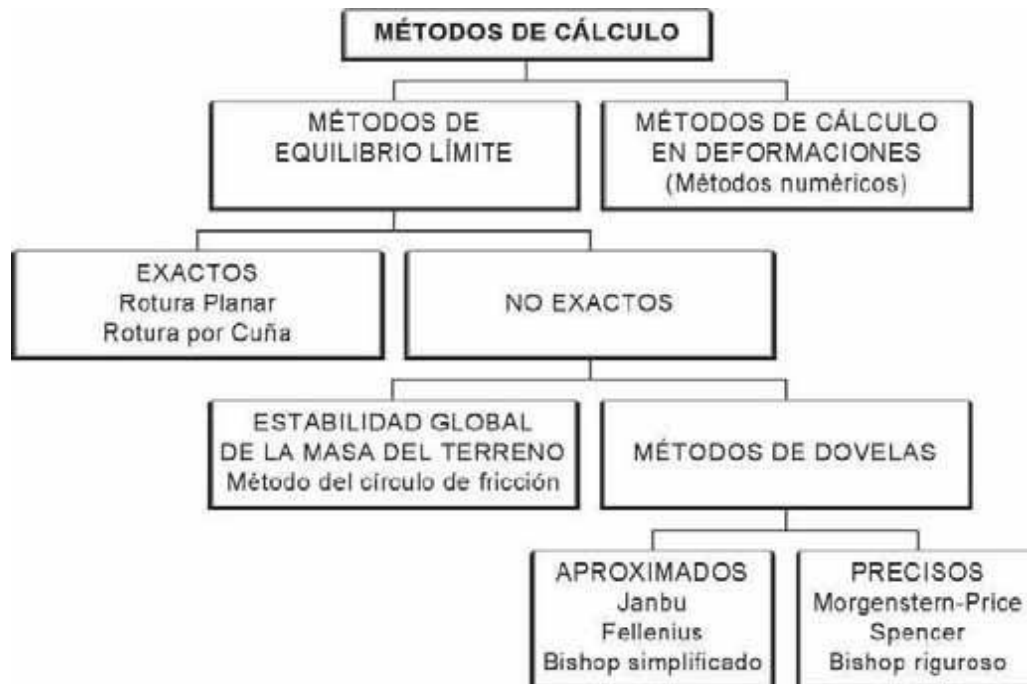 MÉTODOS DE CÁLCULO
MÉTODOS DE
EQUILIBRIO LÍMITE
MÉTODOS DE CÁLCULO
EN DEFORMACIONES
(Métodos numéricos)
EXACTOS
Rotura Planar
Rotura por Cuña
NO EXACTOS
ESTABILIDAD GLOBAL
DE LA MASA DEL TERRENO
Método del círculo de fricción
MÉTODOS DE DOVELAS
APROXIMADOS
Janbu
Fellenius
Bishop simplificado
PRECISOS
Morgenstern-Price
Spencer
Bishop riguroso